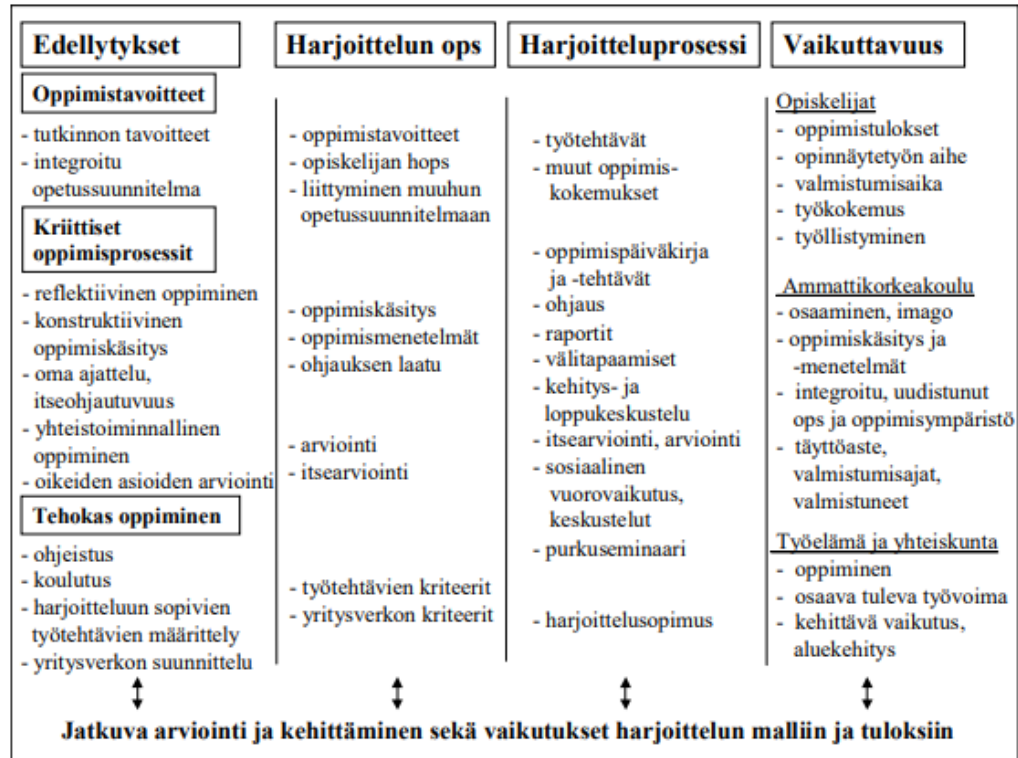 Edellytykset
Oppimistavoitteet
- tutkinnon tavoitteet
- integroitu
opetussuunnitelma
Kriittiset
oppimisprosessit
- reflektiivinen oppiminen
- konstruktiivinen
oppimiskäsitys
- oma ajattelu,
itseohjautuvuus
- yhteistoiminnallinen
oppiminen
- oikeiden asioiden arviointi
Tehokas oppiminen
- ohjeistus
- koulutus
- harjoitteluun sopivien
työtehtävien määrittely
- yritysverkon suunnittelu
Harjoittelun ops
- oppimistavoitteet
- opiskelijan hops
- liittyminen muuhun
opetussuunnitelmaan
- oppimiskäsitys
- oppimismenetelmät
- ohjauksen laatu
- arviointi
- itsearviointi
- työtehtävien kriteerit
- yritysverkon kriteerit
Harjoitteluprosessi
- työtehtävät
- muut oppimis-
kokemukset
- oppimispäiväkirja
ja -tehtävät
- ohjaus
- raportit
- välitapaamiset
- kehitys- ja
loppukeskustelu
- itsearviointi, arviointi
- sosiaalinen
vuorovaikutus,
keskustelut
- purkuseminaari
- harjoittelusopimus
Vaikuttavuus
Opiskelijat
- oppimistulokset
- opinnäytetyön aihe
- valmistumisaika
- työkokemus
- työllistyminen
Ammattikorkeakoulu
- osaaminen, imago
- oppimiskäsitys ja
-menetelmät
- integroitu, uudistunut
ops ja oppimisympäristö
- täyttöaste,
valmistumisajat,
valmistuneet
Työelämä ja yhteiskunta
- oppiminen
- osaava tuleva työvoima
- kehittävä vaikutus,
aluekehitys
Jatkuva arviointi ja kehittäminen sekä vaikutukset harjoittelun malliin ja tuloksiin